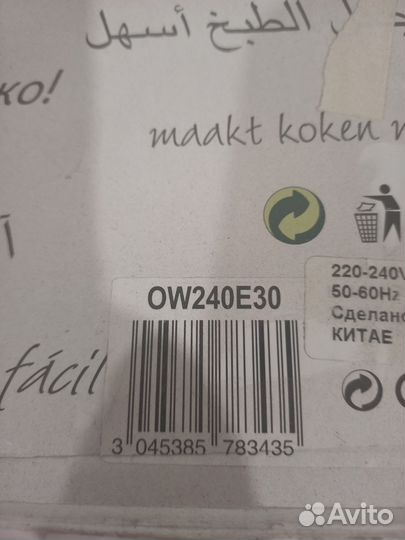 الطبخ أسهل
ko!
maakt koken
OW240E30
220-240V
50-60Hz
Сделано
КИТАЕ
fácil
3 045385 783435
Avito